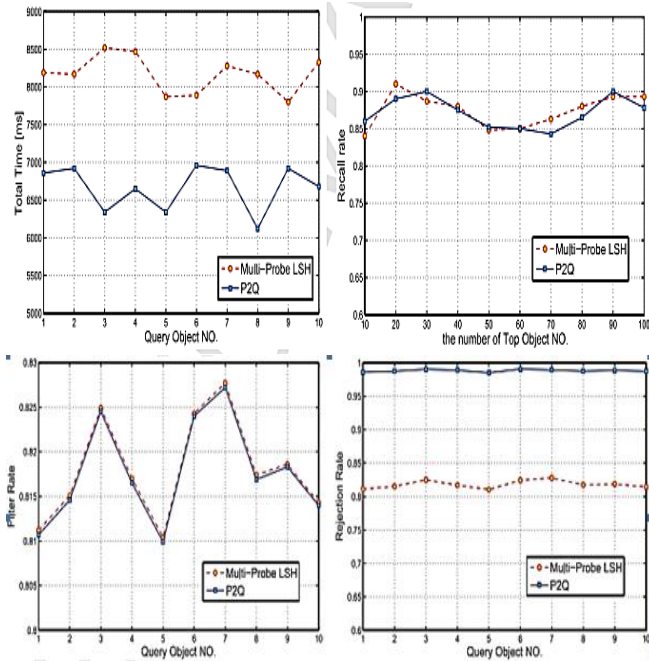 9000
8500
8000
7500
7000
6500
6000
5500
5000
Total Time [ms]
Multi-Probe LSH
P2Q
1 2 3 4 5 6 7 8 9 10
Query Object NO.
1
0.95
0.9
0.85
0.8
0.75
0.7
0.65
0.6
Recall rate
Multi-Probe LSH
P2Q
10 20 30 40 50 60 70 80 90 100
the number of Top Object NO.
0.83
0.825
0.82
0.815
0.81
0.805
0.8
Filter Rate
Multi-Probe LSH
P2Q
1 2 3 4 5 6 7 8 9 10
Query Object NO.
1
0.95
0.9
0.85
0.8
0.75
0.7
0.65
0.6
Rejection Rate
Multi-Probe LSH
P2Q
1 2 3 4 5 6 7 8 9 10
Query Object NO.